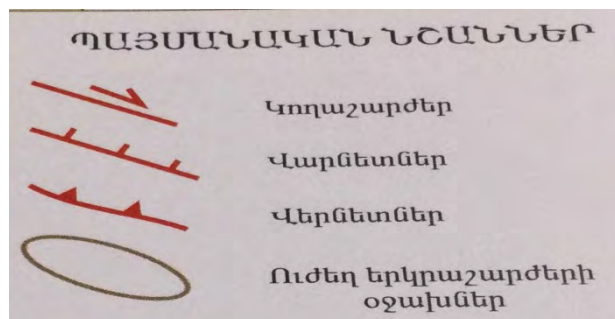 ՊԱՅՄԱՆԱԿԱՆ ՆՇԱՆՆԵՐ
Կողաշարժեր
Վարնետներ
Վերնետներ
Ուժեղ երկրաշարժերի
օջախներ